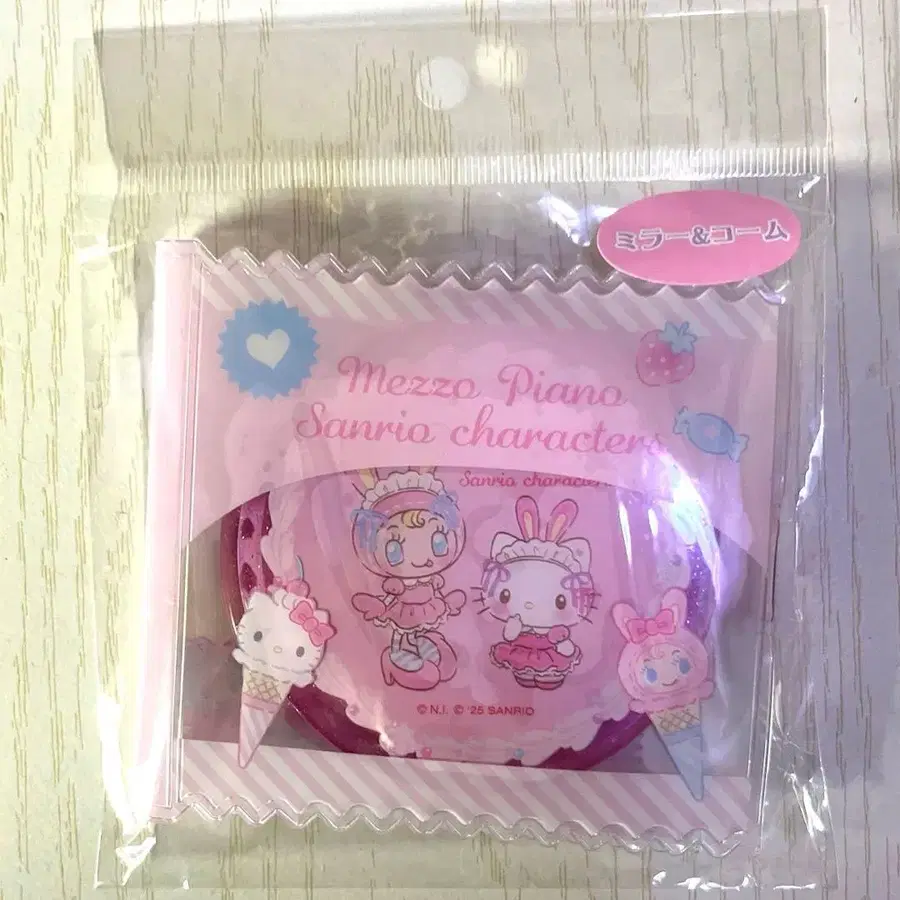 ミラー&コーム
Mezzo Piano
Sanrio characters
Sanrio characters
© N.I. © '25 SANRIO